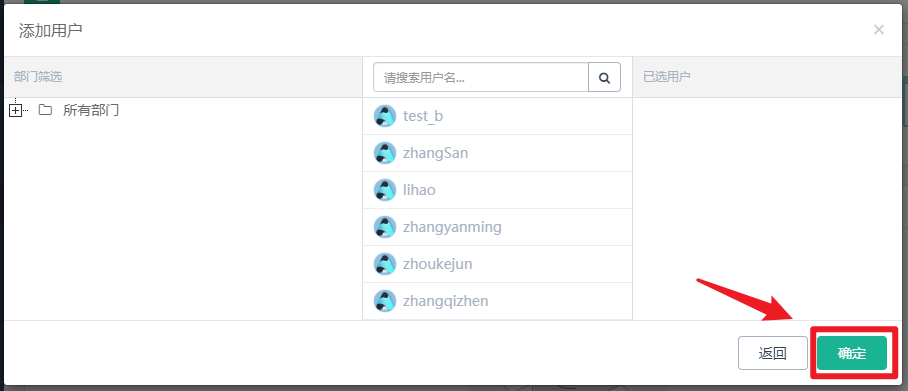 添加用户
部门筛选
请搜索用户名...
已选用户
所有部门
test_b
zhangSan
lihao
zhangyanming
zhoukejun
zhangqizhen
返回
确定